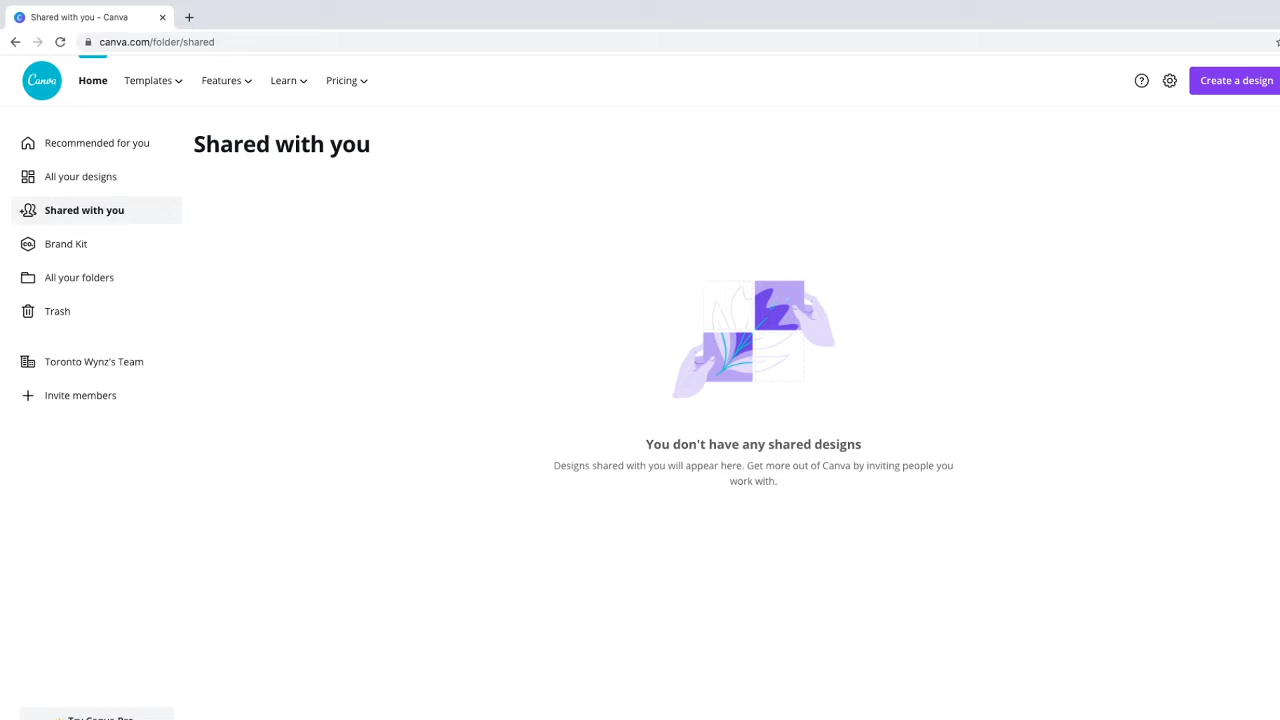 Shared with you - Canva
canva.com/folder/shared
Canva
Home Templates Features Learn Pricing
Create a design
Recommended for you
All your designs
Shared with you
Brand Kit
All your folders
Trash
Toronto Wynz's Team
Invite members
Shared with you
You don't have any shared designs
Designs shared with you will appear here. Get more out of Canva by inviting people you
work with.
Try Canva Pro